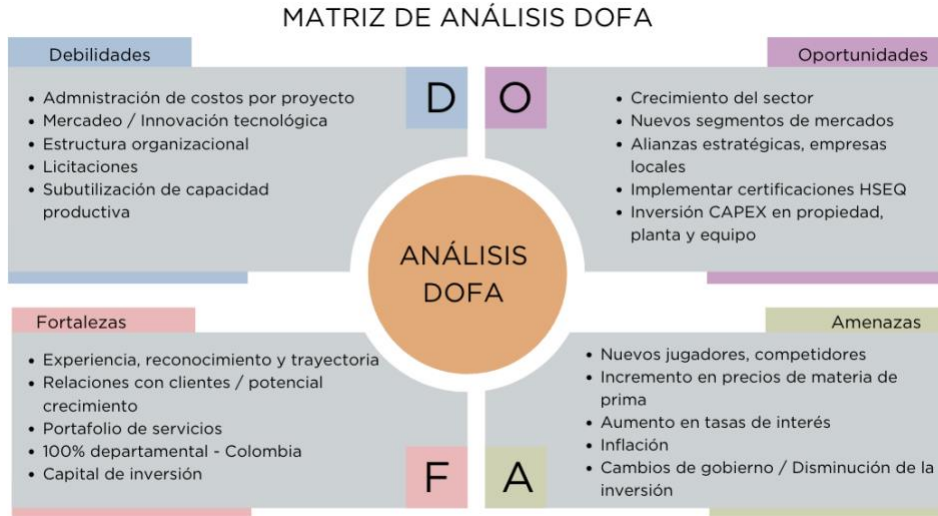 MATRIZ DE ANÁLISIS DOFA
Debilidades
• Admnistración de costos por proyecto
• Mercadeo / Innovación tecnológica
• Estructura organizacional
• Licitaciones
• Subutilización de capacidad
productiva
D
O
Oportunidades
• Crecimiento del sector
• Nuevos segmentos de mercados
• Alianzas estratégicas, empresas
locales
• Implementar certificaciones HSEQ
• Inversión CAPEX en propiedad,
planta y equipo
ANÁLISIS
DOFA
Fortalezas
• Experiencia, reconocimiento y trayectoria
• Relaciones con clientes / potencial
crecimiento
• Portafolio de servicios
• 100% departamental - Colombia
• Capital de inversión
F
A
Amenazas
• Nuevos jugadores, competidores
• Incremento en precios de materia de
prima
• Aumento en tasas de interés
• Inflación
• Cambios de gobierno / Disminución de la
inversión